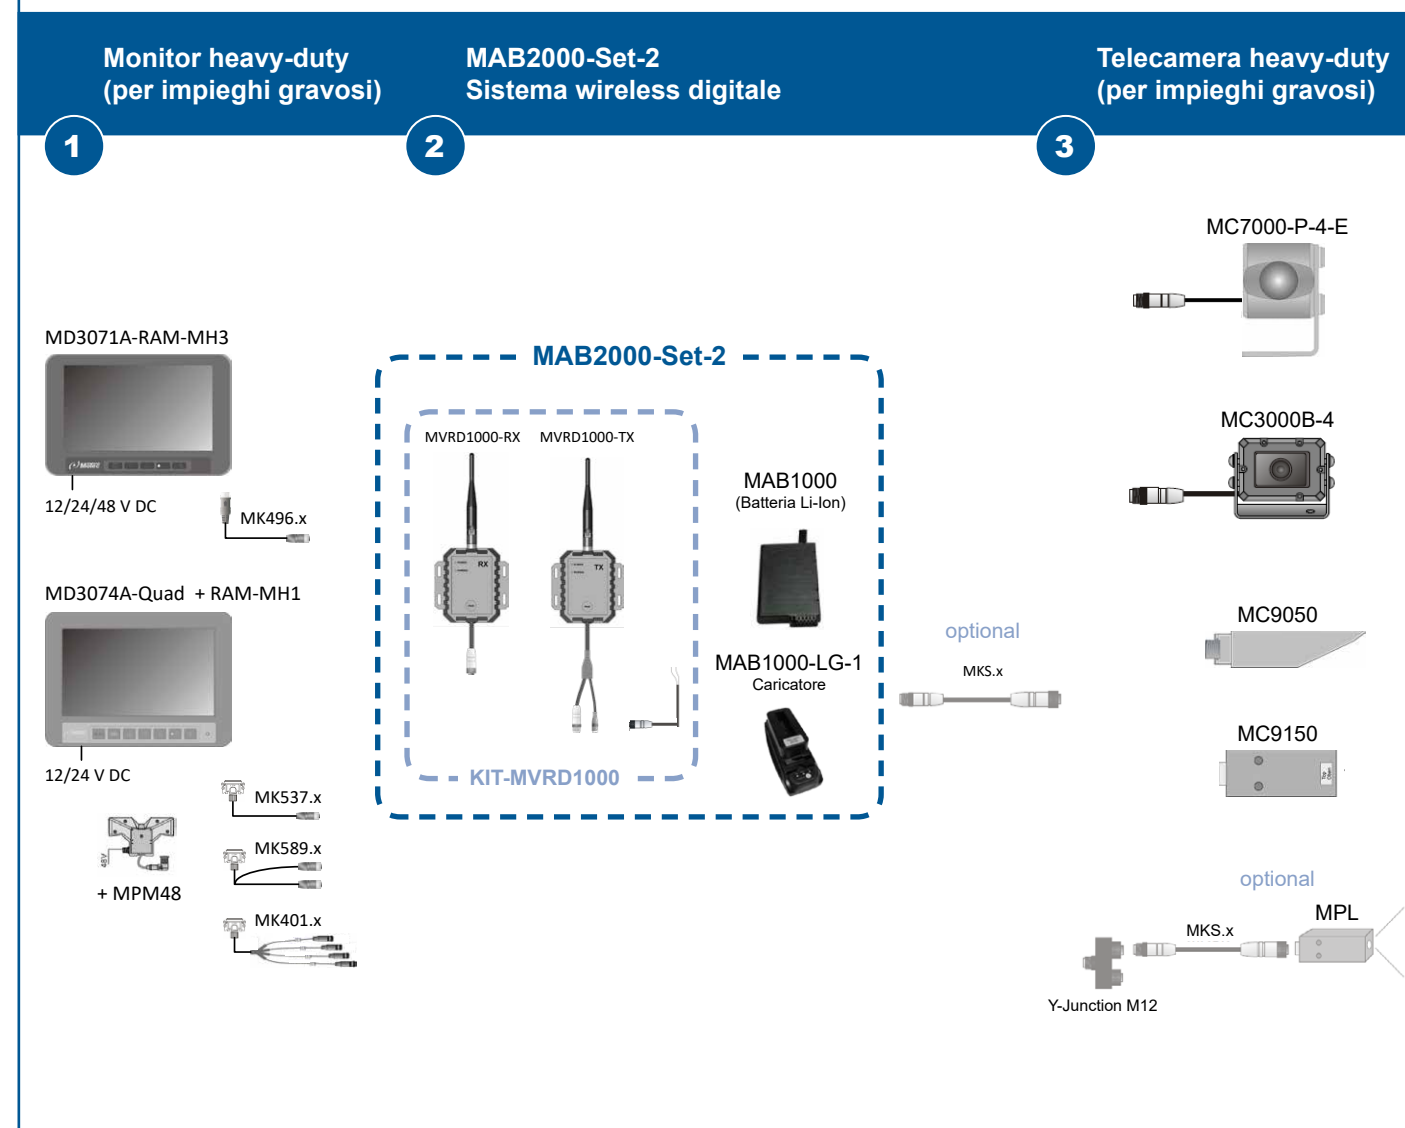 Monitor heavy-duty
(per impieghi gravosi)
MAB2000-Set-2
Sistema wireless digitale
Telecamera heavy-duty
(per impieghi gravosi)
1
2
3
MD3071A-RAM-MH3
12/24/48 V DC
MK496.x
MD3074A-Quad + RAM-MH1
12/24 V DC
48V
+ MPM48
MK537.x
MK589.x
MK401.x
MAB2000-Set-2
MVRD1000-RX
MVRD1000-TX
RX
TX
KIT-MVRD1000
MAB1000
(Batteria Li-Ion)
MAB1000-LG-1
Caricatore
optional
MKS.x
MC7000-P-4-E
MC3000B-4
MC9050
MC9150
optional
MPL
MKS.x
Y-Junction M12